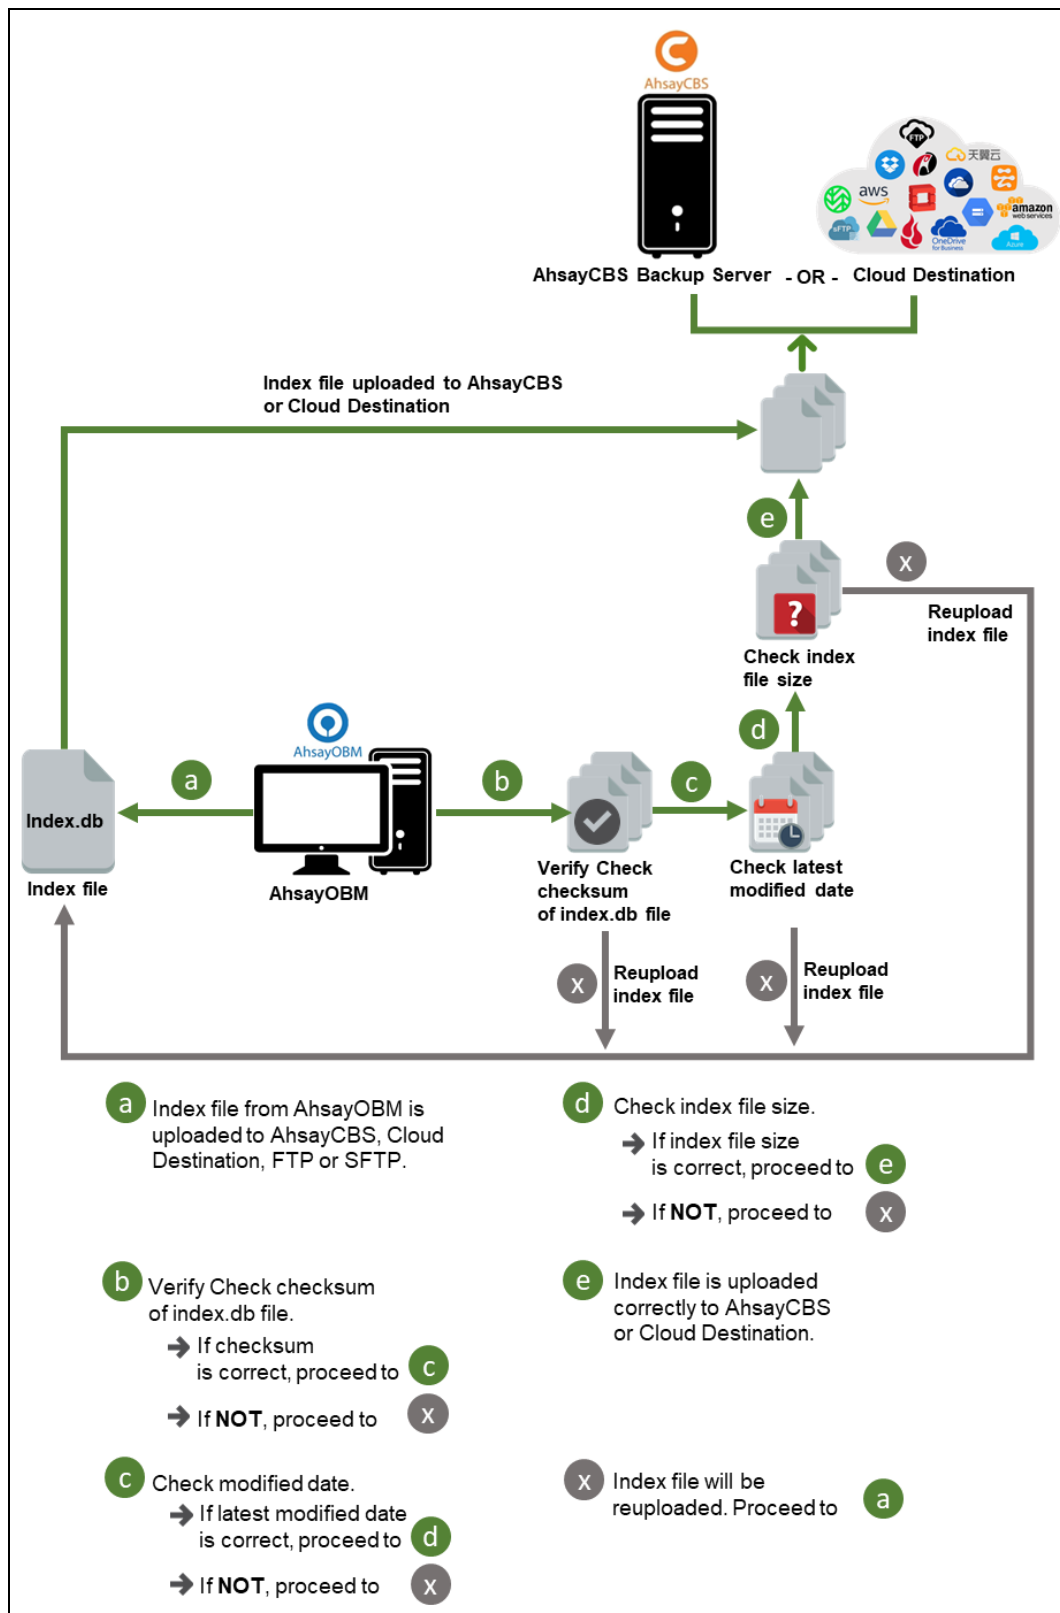 AhsayCBS
FTP
天翼云
aws
amazon
web services
sFTP
OneDrive
for Business
Azure
AhsayCBS Backup Server - OR - Cloud Destination
Index file uploaded to AhsayCBS
or Cloud Destination
e
x
Reupload
index file
?
Check index
file size
d
AhsayOBM
a
b
c
Index.db
Index file
AhsayOBM
Verify Check
checksum
of index.db file
Check latest
modified date
x
Reupload
index file
x
Reupload
index file
a
Index file from AhsayOBM is
uploaded to AhsayCBS, Cloud
Destination, FTP or SFTP.
b
Verify Check checksum
of index.db file.
➔ If checksum
is correct, proceed to c
➔ If NOT, proceed to x
c
Check modified date.
➔ If latest modified date
is correct, proceed to d
➔ If NOT, proceed to x
d
Check index file size.
➔ If index file size
is correct, proceed to e
➔ If NOT, proceed to x
e
Index file is uploaded
correctly to AhsayCBS
or Cloud Destination.
x
Index file will be
reuploaded. Proceed to a